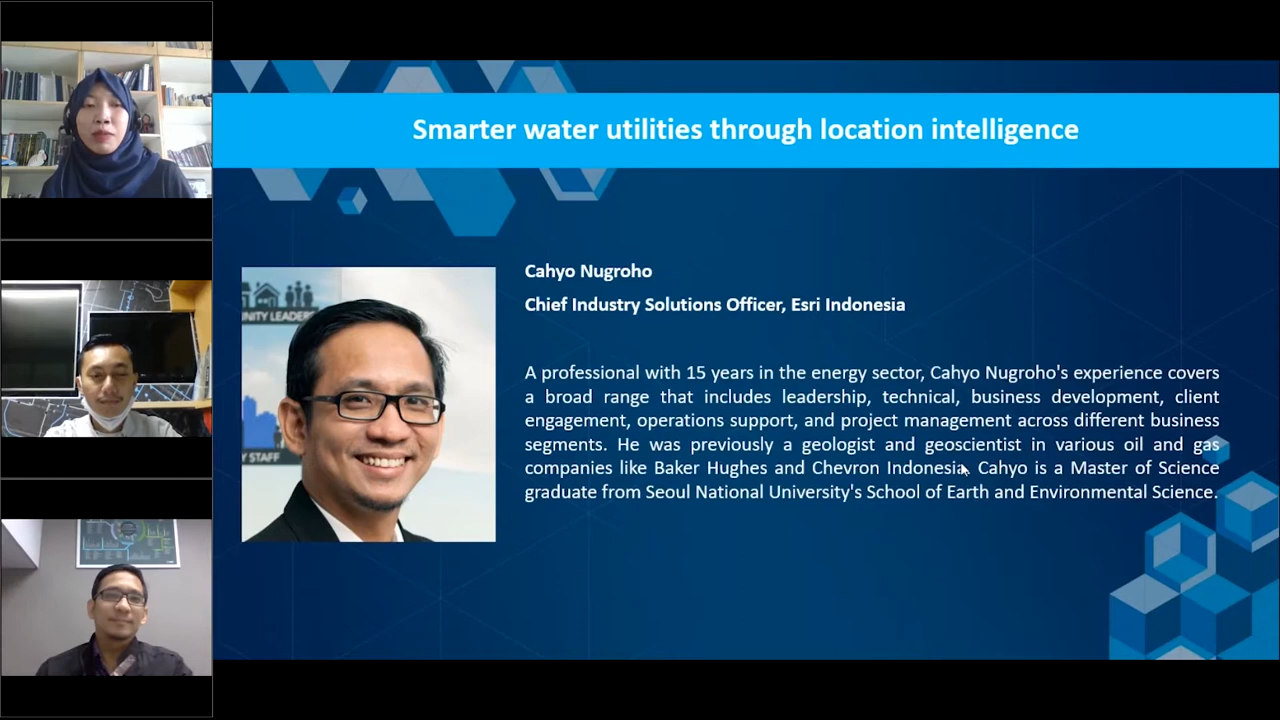 Smarter water utilities through location intelligence
Cahyo Nugroho
Chief Industry Solutions Officer, Esri Indonesia
A professional with 15 years in the energy sector, Cahyo Nugroho's experience covers
a broad range that includes leadership, technical, business development, client
engagement, operations support, and project management across different business
segments. He was previously a geologist and geoscientist in various oil and gas
companies like Baker Hughes and Chevron Indonesia. Cahyo is a Master of Science
graduate from Seoul National University's School of Earth and Environmental Science.
NITY LEADER
Y STAFF